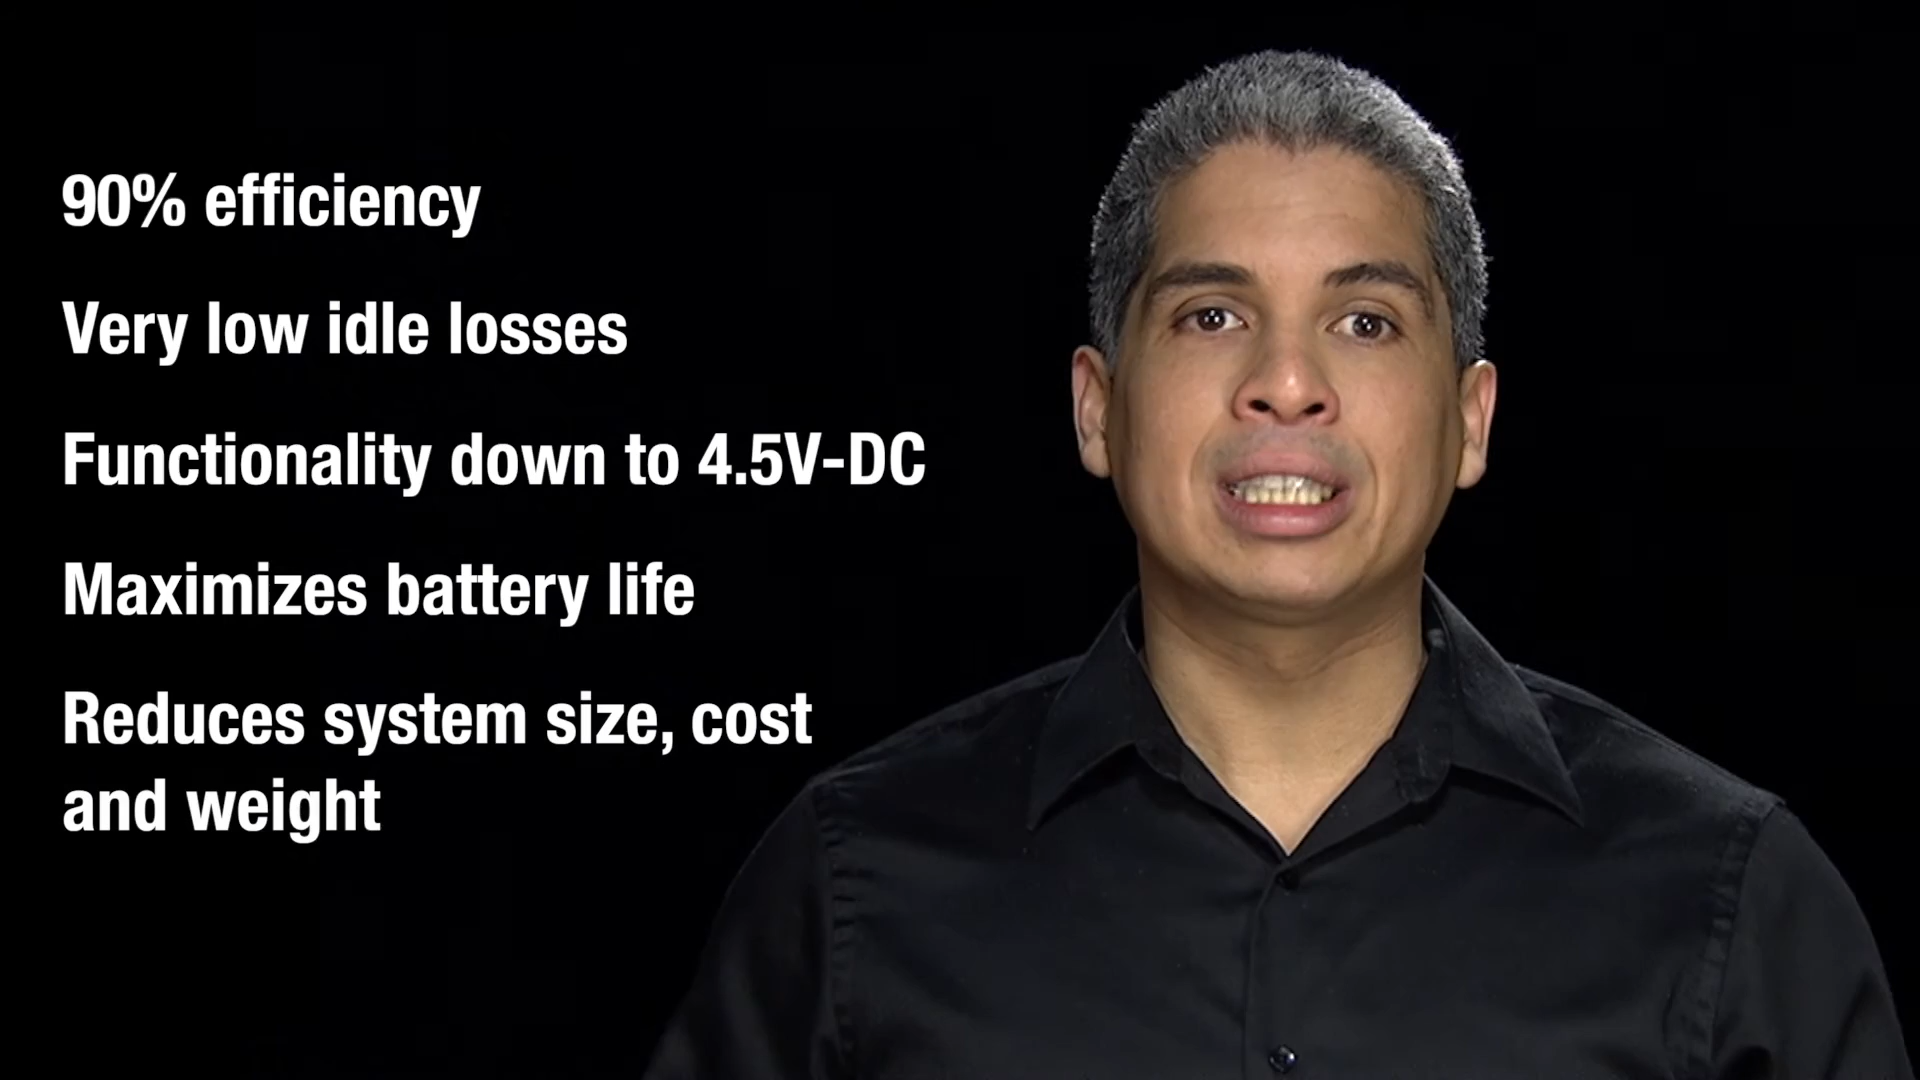 90% efficiency
Very low idle losses
Functionality down to 4.5V-DC
Maximizes battery life
Reduces system size, cost
and weight